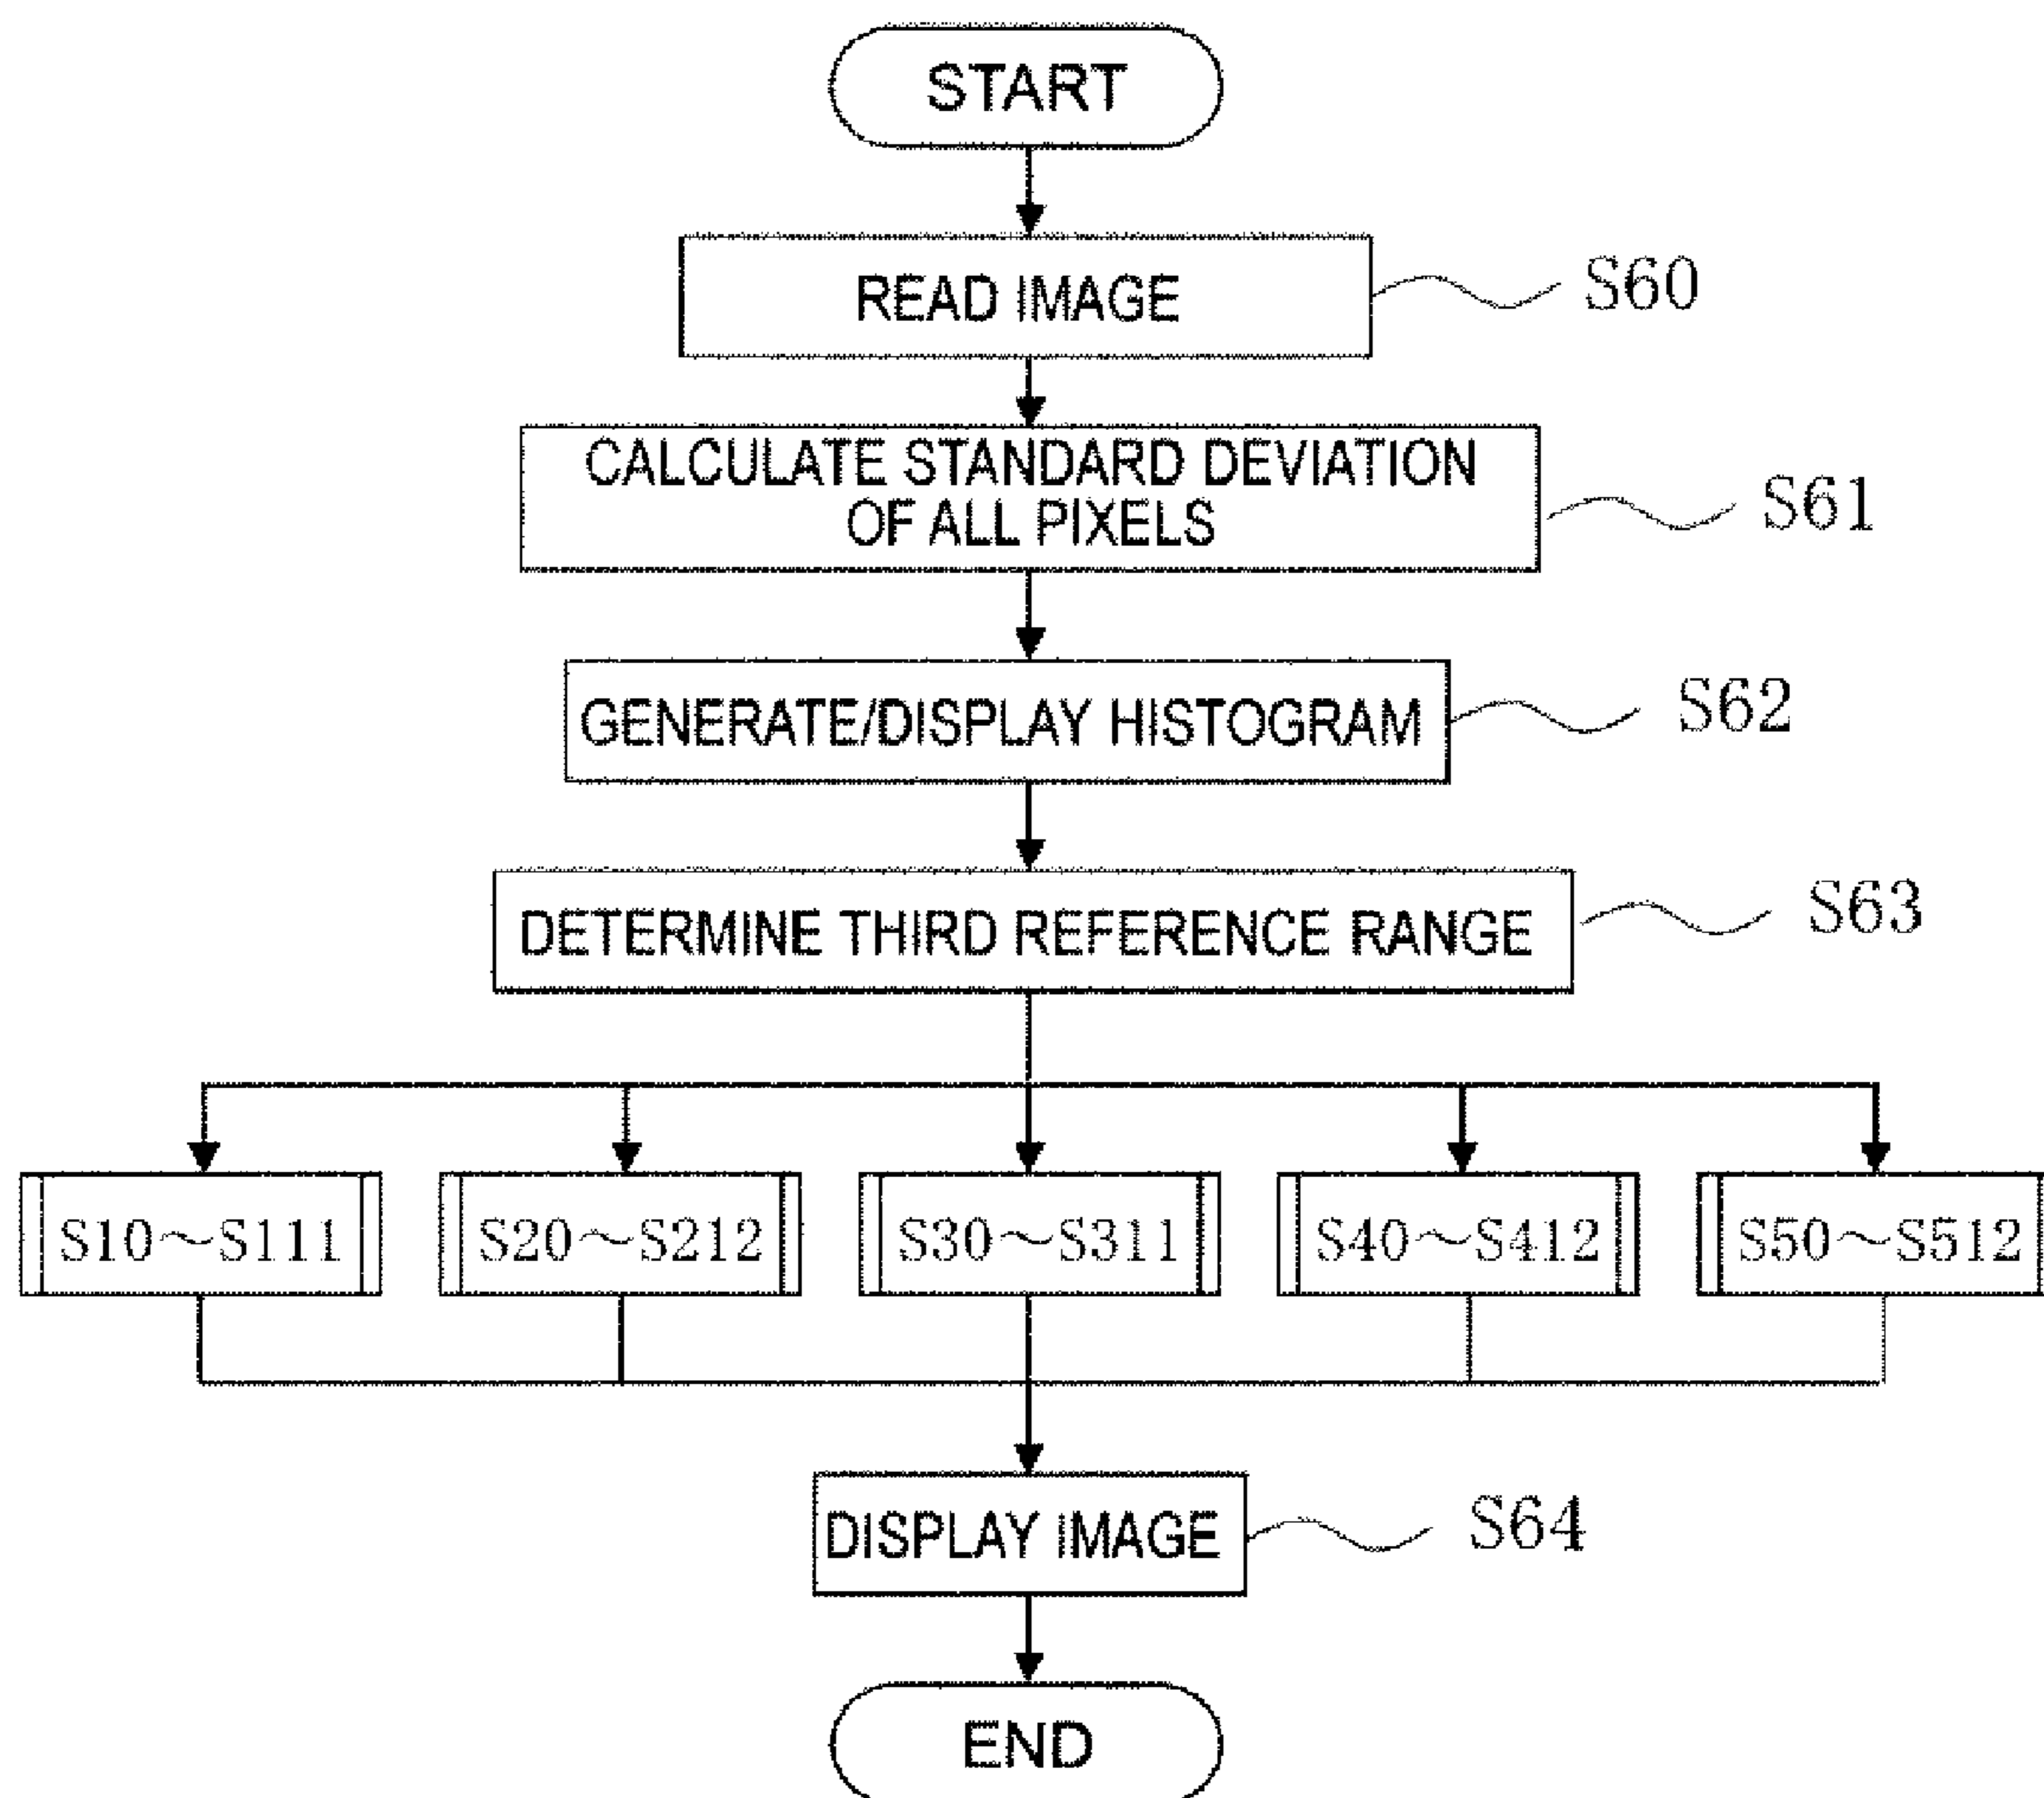 START
READ IMAGE
S60
CALCULATE STANDARD DEVIATION
OF ALL PIXELS
S61
GENERATE/DISPLAY HISTOGRAM
S62
DETERMINE THIRD REFERENCE RANGE
S63
S10～S111
S20～S212
S30～S311
S40～S412
S50～S512
DISPLAY IMAGE
S64
END